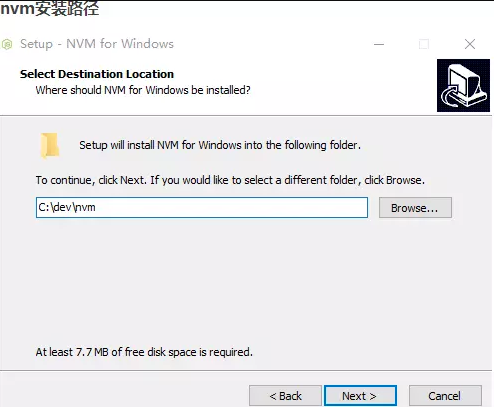 nvm安装路径
Setup - NVM for Windows
Select Destination Location
Where should NVM for Windows be installed?
Setup will install NVM for Windows into the following folder.
To continue, click Next. If you would like to select a different folder, click Browse.
C:\dev\nvm
Browse...
At least 7.7 MB of free disk space is required.
< Back
Next >
Cancel